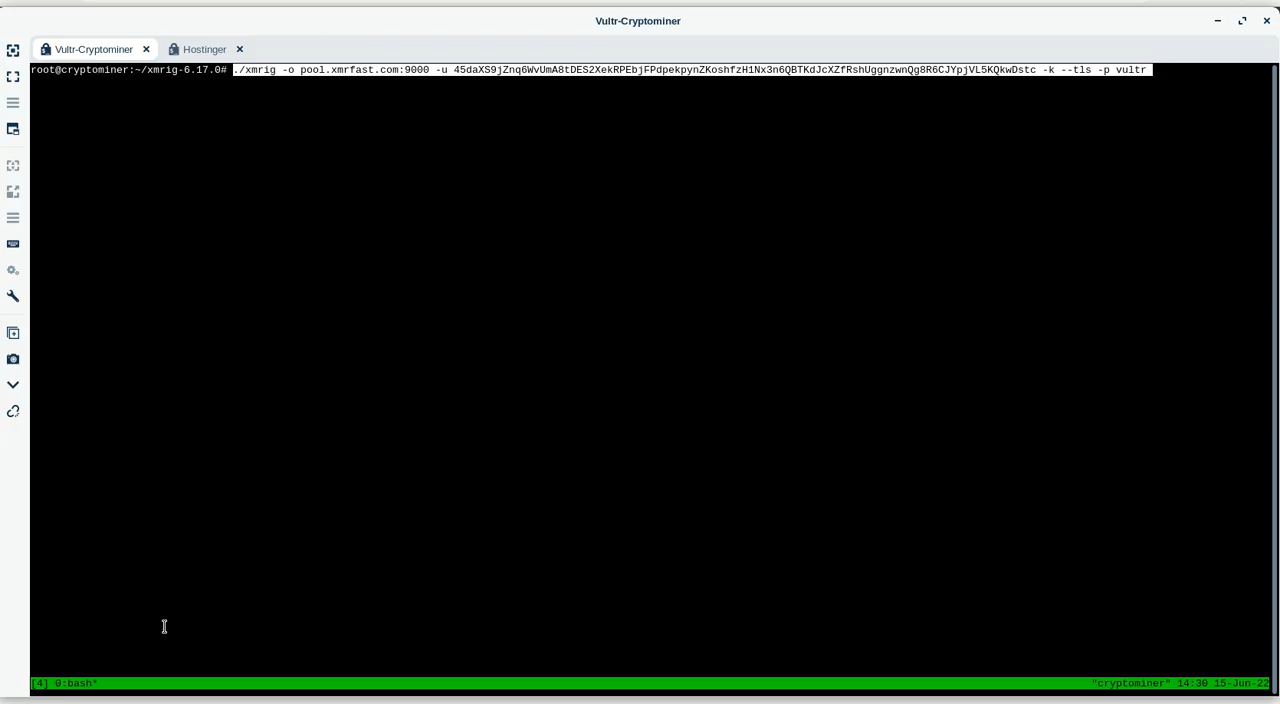 Vultr-Cryptominer
Vultr-Cryptominer
Hostinger
root@cryptominer:~/xmrig-6.17.0# ./xmrig -o pool.xmrfast.com:9000 -u 45daXS9jZnq6WvUmA8tDES2XekRPEbjFPdpekpynZKoshfzH1Nx3n6QBTKdJcXZfRshUggnzwnQg8R6CJYpjVL5KQkwDstc -k --tls -p vultr
[4] 0:bash*
"cryptominer" 14:30 15-Jun-22